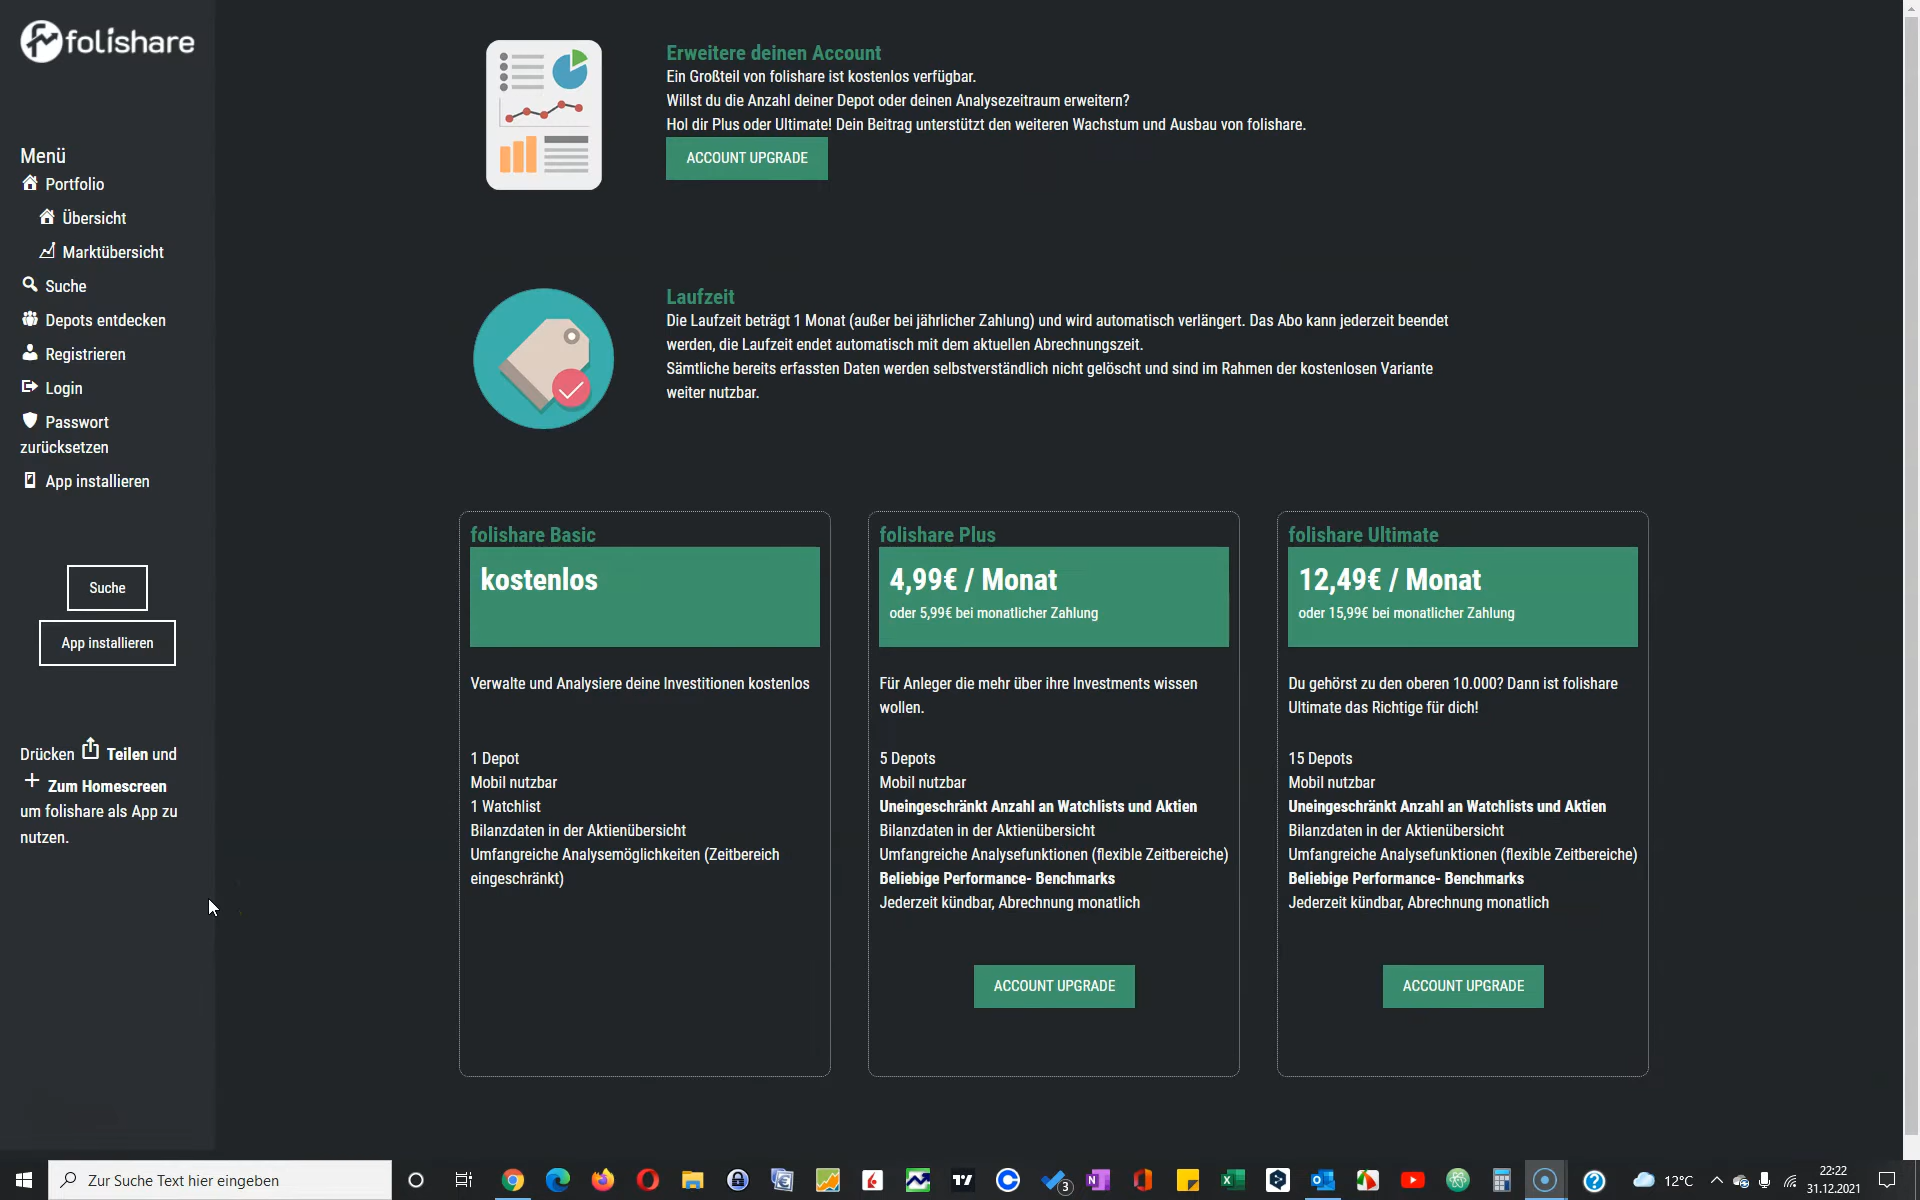 folishare
Menü
Portfolio
Übersicht
Marktübersicht
Suche
Depots entdecken
Registrieren
Login
Passwort
zurücksetzen
App installieren
Suche
App installieren
Drücken Teilen und
Zum Homescreen
um folishare als App zu
nutzen.
Erweitere deinen Account
Ein Großteil von folishare ist kostenlos verfügbar.
Willst du die Anzahl deiner Depot oder deinen Analysezeitraum erweitern?
Hol dir Plus oder Ultimate! Dein Beitrag unterstützt den weiteren Wachstum und Ausbau von folishare.
ACCOUNT UPGRADE
Laufzeit
Die Laufzeit beträgt 1 Monat (außer bei jährlicher Zahlung) und wird automatisch verlängert. Das Abo kann jederzeit beendet
werden, die Laufzeit endet automatisch mit dem aktuellen Abrechnungszeit.
Sämtliche bereits erfassten Daten werden selbstverständlich nicht gelöscht und sind im Rahmen der kostenlosen Variante
weiter nutzbar.
folishare Basic
kostenlos
Verwalte und Analysiere deine Investitionen kostenlos
1 Depot
Mobil nutzbar
1 Watchlist
Bilanzdaten in der Aktienübersicht
Umfangreiche Analysemöglichkeiten (Zeitbereich
eingeschränkt)
folishare Plus
4,99€ / Monat
oder 5,99€ bei monatlicher Zahlung
Für Anleger die mehr über ihre Investments wissen
wollen.
5 Depots
Mobil nutzbar
Uneingeschränkt Anzahl an Watchlists und Aktien
Bilanzdaten in der Aktienübersicht
Umfangreiche Analysefunktionen (flexible Zeitbereiche)
Beliebige Performance- Benchmarks
Jederzeit kündbar, Abrechnung monatlich
ACCOUNT UPGRADE
folishare Ultimate
12,49€ / Monat
oder 15,99€ bei monatlicher Zahlung
Du gehörst zu den oberen 10.000? Dann ist folishare
Ultimate das Richtige für dich!
15 Depots
Mobil nutzbar
Uneingeschränkt Anzahl an Watchlists und Aktien
Bilanzdaten in der Aktienübersicht
Umfangreiche Analysefunktionen (flexible Zeitbereiche)
Beliebige Performance- Benchmarks
Jederzeit kündbar, Abrechnung monatlich
ACCOUNT UPGRADE
Zur Suche Text hier eingeben
3
12°C
22:22
31.12.2021